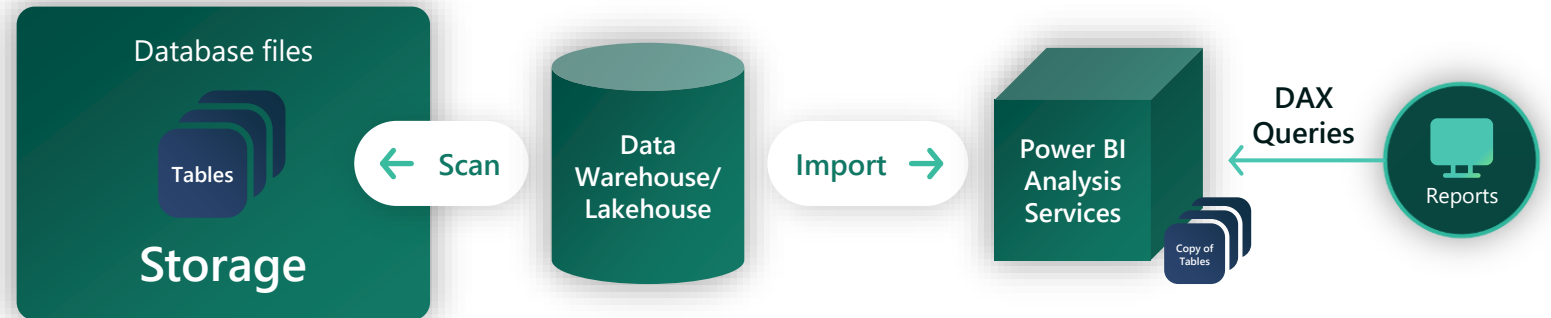 Database files
Tables
Storage
Scan
Data
Warehouse/
Lakehouse
Import
Power BI
Analysis
Services
Copy of
Tables
DAX
Queries
Reports